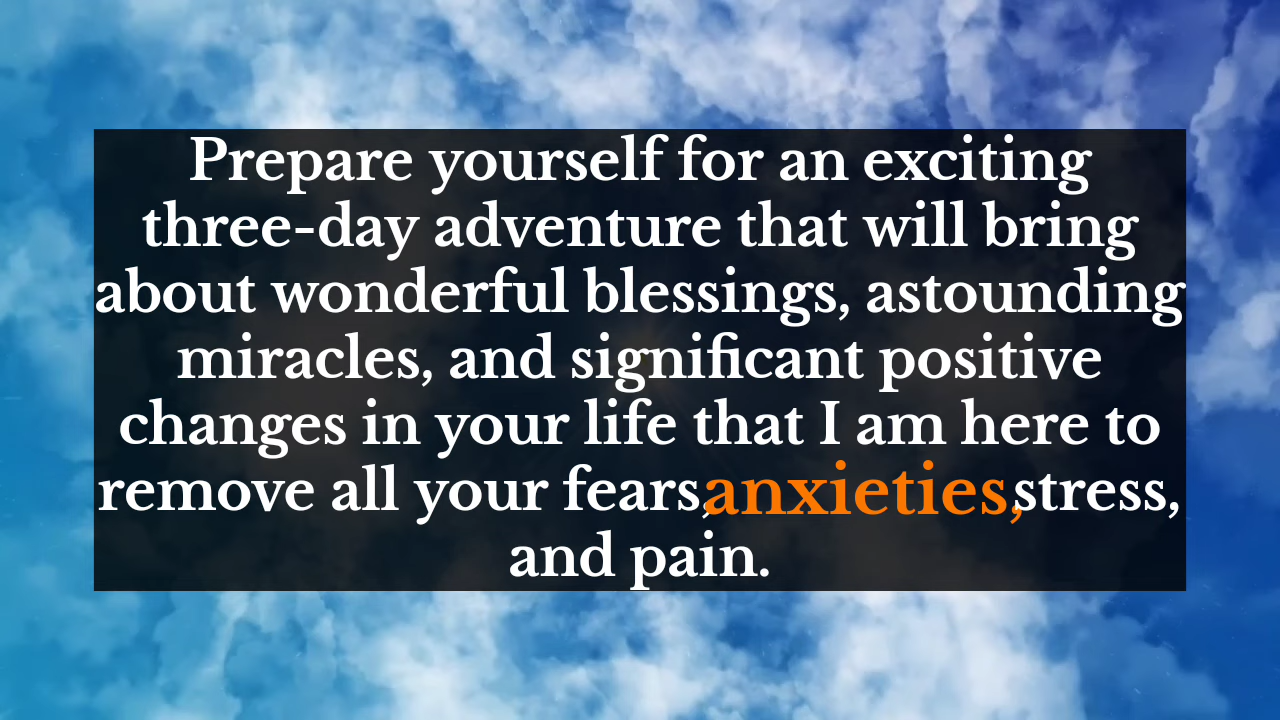 Prepare yourself for an exciting
three-day adventure that will bring
about wonderful blessings, astounding
miracles, and significant positive
changes in your life that I am here to
remove all your fears, anxieties, stress,
and pain.